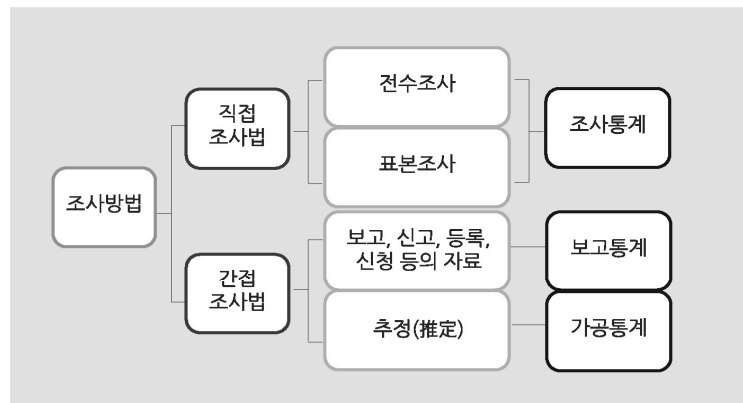 조사방법
직접
조사법
전수조사
표본조사
조사통계
간접
조사법
보고, 신고, 등록,
신청 등의 자료
보고통계
추정(推定)
가공통계